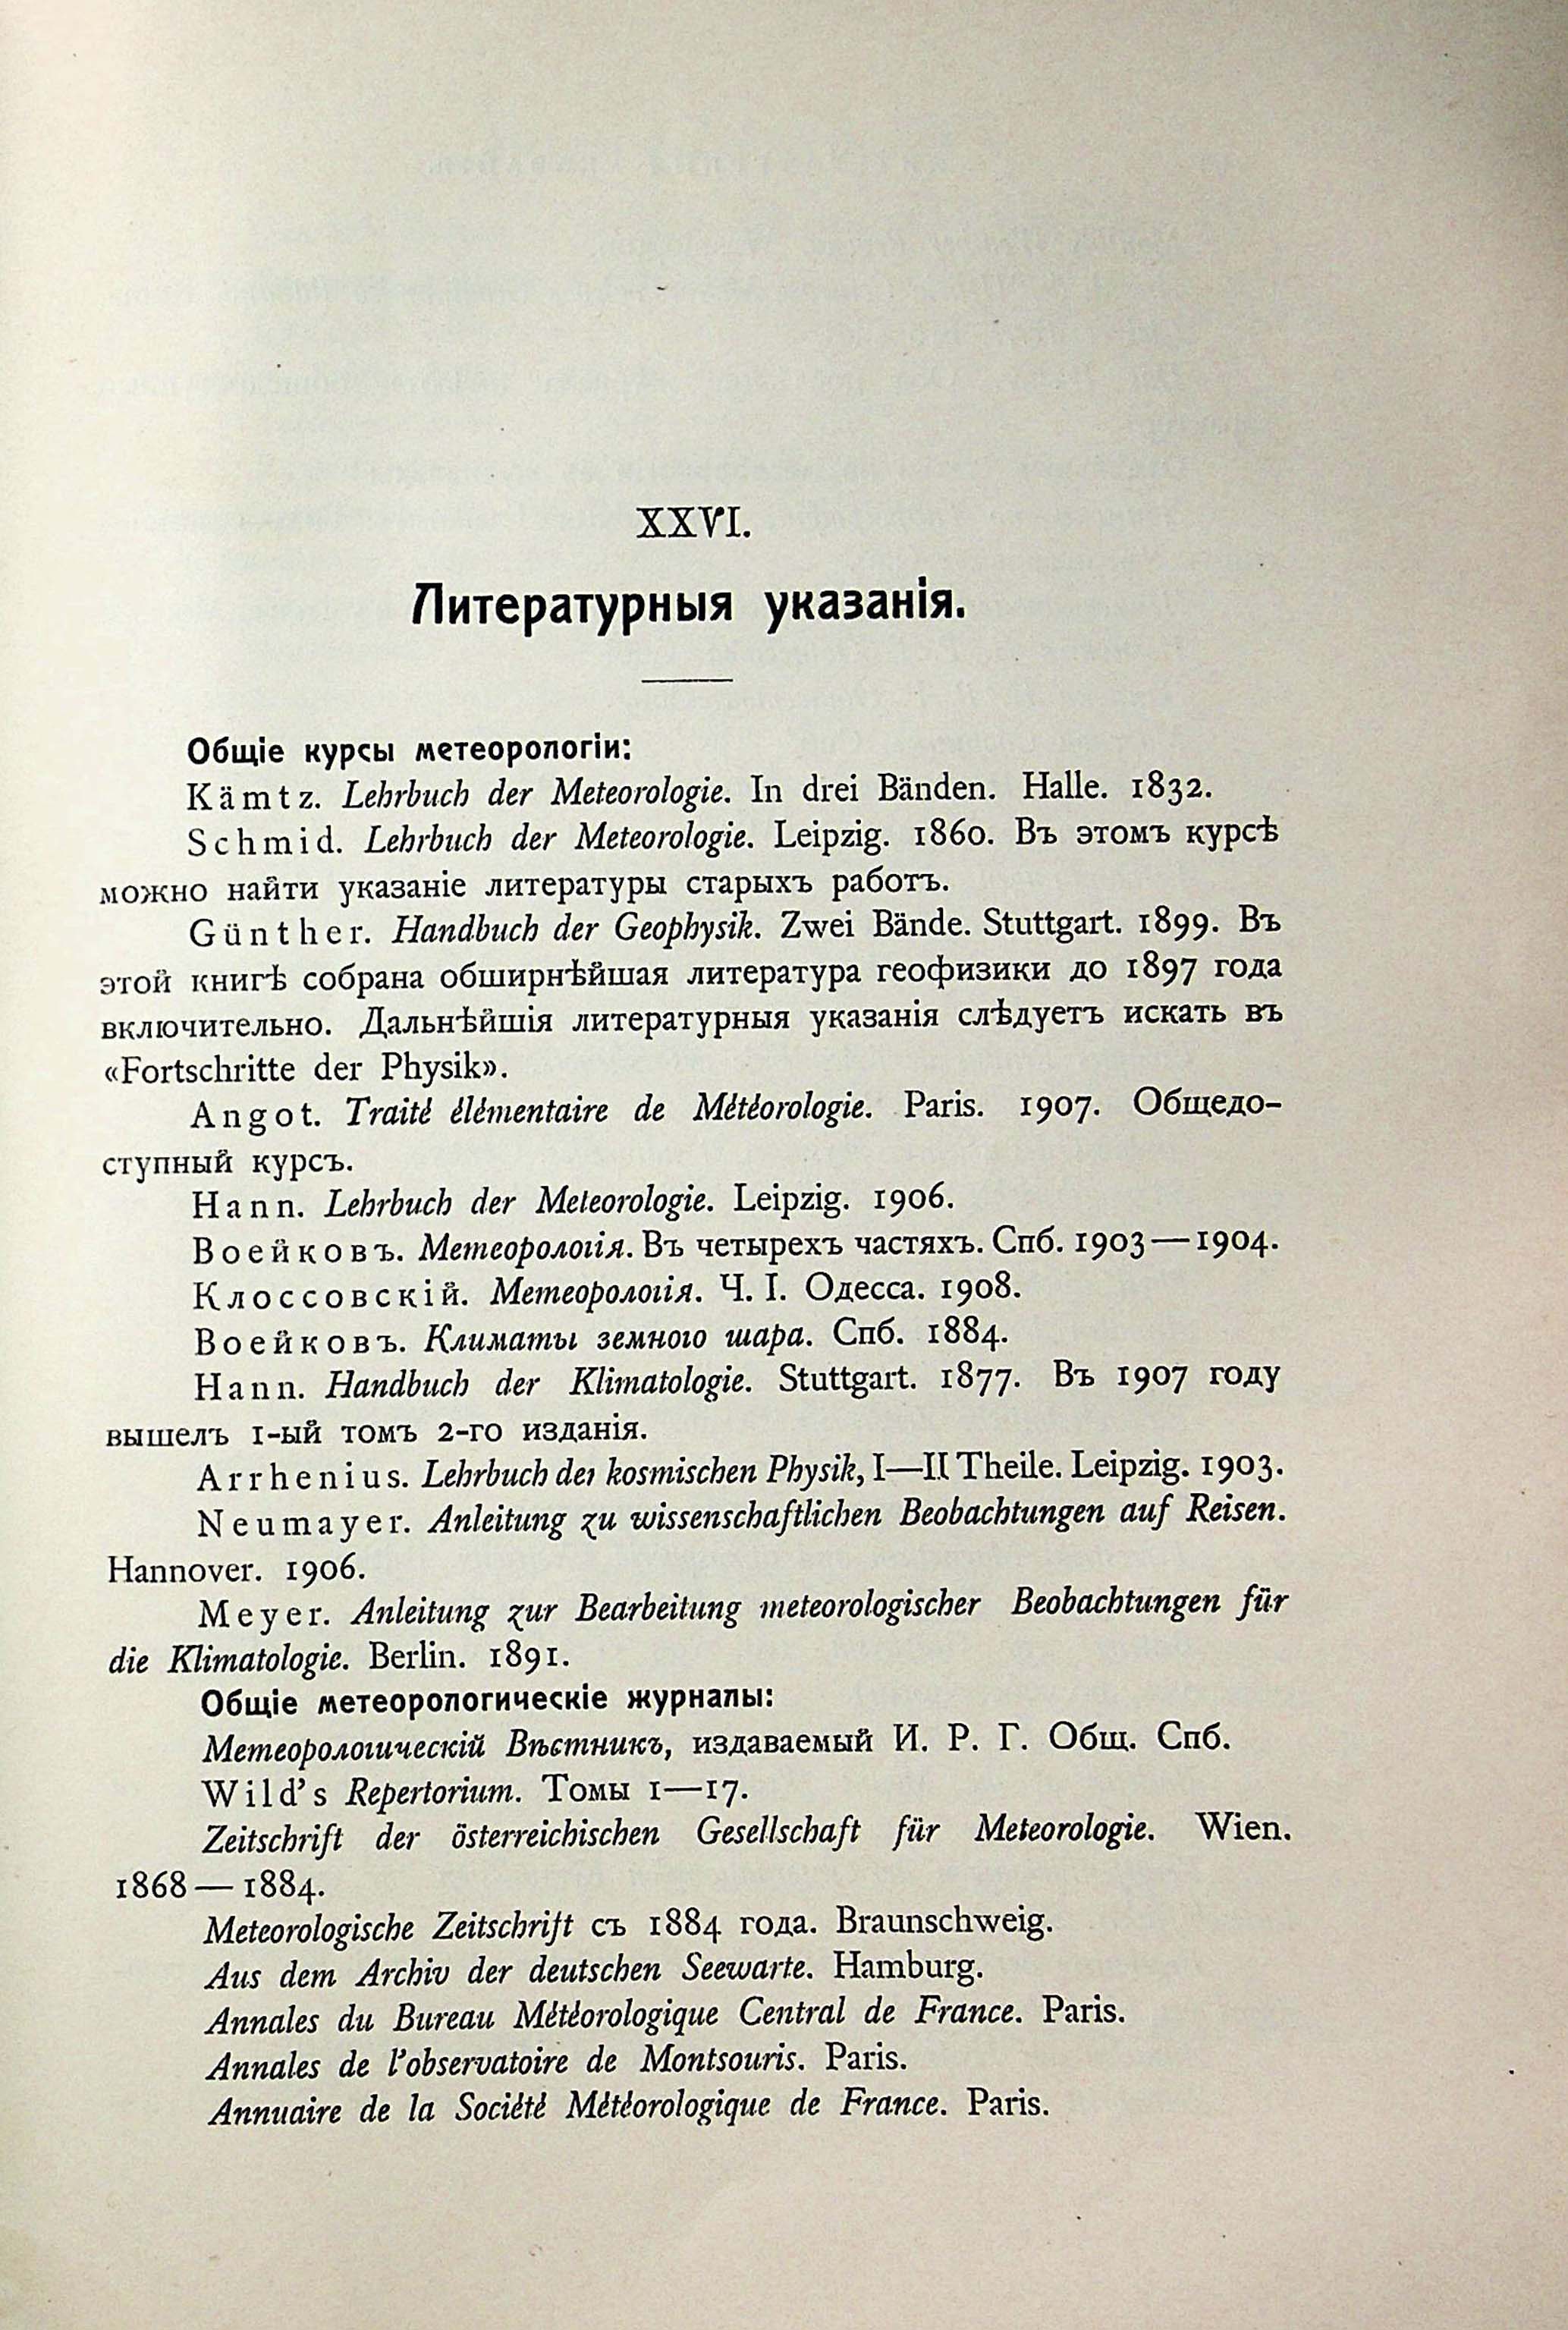 XXVI.
Литературныя указанія.
Общіе курсы метеорологіи:
Kämtz. Lehrbuch der Meteorologie. In drei Bänden. Halle. 1832.
Schmid. Lehrbuch der Meteorologie. Leipzig. 1860. Въ этомъ курсѣ
можно найти указаніе литературы старыхъ работъ.
Günther. Handbuch der Geophysik. Zwei Bände. Stuttgart. 1899. Въ
этой книгѣ собрана обширнѣйшая литература геофизики до 1897 года
включительно. Дальнѣйшія литературныя указанія слѣдуетъ искать въ
«Fortschritte der Physik».
Angot. Traité élémentaire de Météorologie. Paris. 1907. Общедо-
ступный курсъ.
Hann. Lehrbuch der Meteorologie. Leipzig. 1906.
Воейковъ. Метеорологія. Въ четырехъ частяхъ. Спб. 1903—1904.
Клоссовскій. Метеорологія. Ч. I. Одесса. 1908.
Воейковъ. Климаты земного шара. Спб. 1884.
Hann. Handbuch der Klimatologie. Stuttgart. 1877. Въ 1907 году
вышелъ 1-ый томъ 2-го изданія.
Arrhenius. Lehrbuch der kosmischen Physik, I—II Theile. Leipzig. 1903.
Neumayer. Anleitung zu wissenschaftlichen Beobachtungen auf Reisen.
Hannover. 1906.
Meyer. Anleitung zur Bearbeitung meteorologischer Beobachtungen für
die Klimatologie. Berlin. 1891.
Общіе метеорологическіе журналы:
Метеорологическій Вѣстникъ, издаваемый И. Р. Г. Общ. Спб.
Wild's Repertorium. Томы 1—17.
Zeitschrift der österreichischen Gesellschaft für Meteorologie. Wien.
1868—1884.
Meteorologische Zeitschrift съ 1884 года. Braunschweig.
Aus dem Archiv der deutschen Seewarte. Hamburg.
Annales du Bureau Météorologique Central de France. Paris.
Annales de l'observatoire de Montsouris. Paris.
Annuaire de la Société Météorologique de France. Paris.